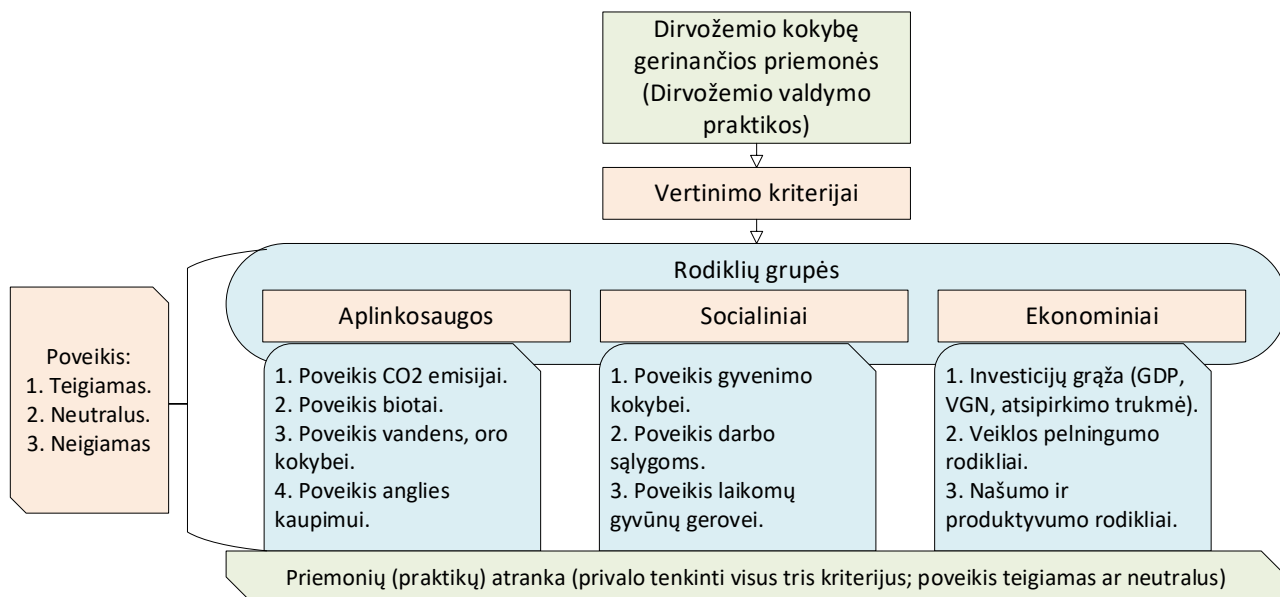 Dirvožemio kokybę
gerinančios priemonės
(Dirvožemio valdymo
praktikos)
Vertinimo kriterijai
Rodiklių grupės
Poveikis:
1. Teigiamas.
2. Neutralus.
3. Neigiamas
Aplinkosaugos
1. Poveikis CO2 emisijai.
2. Poveikis biotai.
3. Poveikis vandens, oro
kokybei.
4. Poveikis anglies
kaupimui.
Socialiniai
1. Poveikis gyvenimo
kokybei.
2. Poveikis darbo
sąlygoms.
3. Poveikis laikomų
gyvūnų gerovei.
Ekonominiai
1. Investicijų grąža (GDP,
VGN, atsipirkimo trukmė).
2. Veiklos pelningumo
rodikliai.
3. Našumo ir
produktyvumo rodikliai.
Priemonių (praktikų) atranka (privalo tenkinti visus tris kriterijus; poveikis teigiamas ar neutralus)